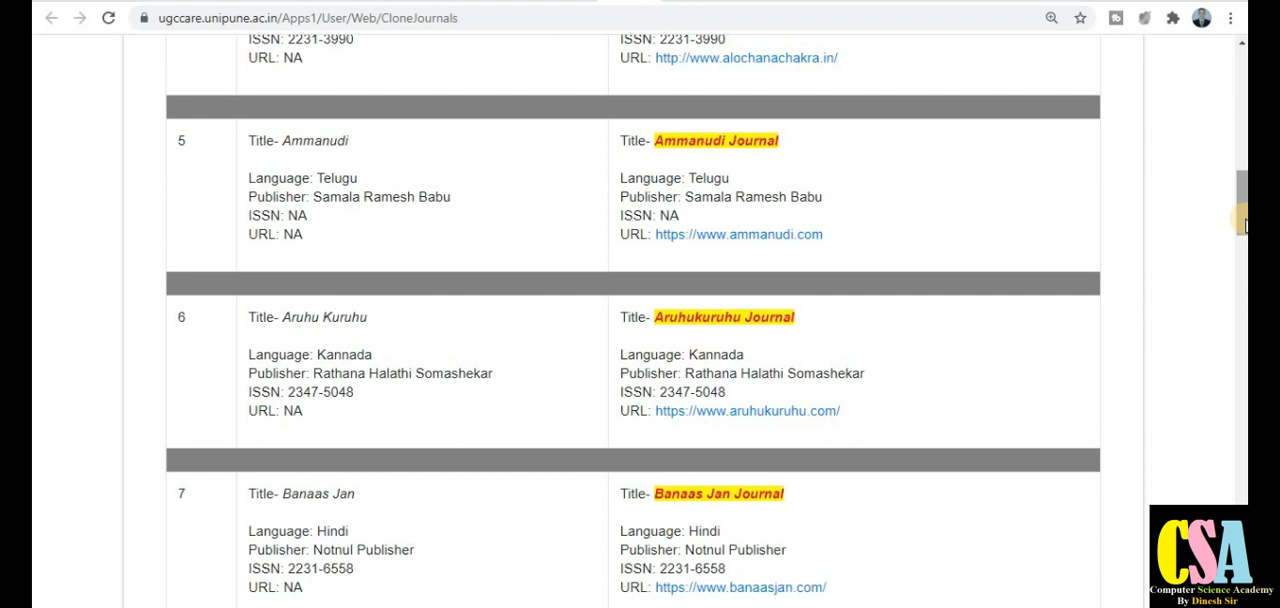 ugccare.unipune.ac.in/Apps1/User/Web/CloneJournals
ISSN: 2231-3990
URL: NA
ISSN: 2231-3990
URL: http://www.alochanachakra.in/
5
Title- Ammanudi
Language: Telugu
Publisher: Samala Ramesh Babu
ISSN: NA
URL: NA
Title- Ammanudi Journal
Language: Telugu
Publisher: Samala Ramesh Babu
ISSN: NA
URL: https://www.ammanudi.com
6
Title- Aruhu Kuruhu
Language: Kannada
Publisher: Rathana Halathi Somashekar
ISSN: 2347-5048
URL: NA
Title- Aruhukuruhu Journal
Language: Kannada
Publisher: Rathana Halathi Somashekar
ISSN: 2347-5048
URL: https://www.aruhukuruhu.com/
7
Title- Banaas Jan
Language: Hindi
Publisher: Notnul Publisher
ISSN: 2231-6558
URL: NA
Title- Banaas Jan Journal
Language: Hindi
Publisher: Notnul Publisher
ISSN: 2231-6558
URL: https://www.banaasjan.com/
CSA
Computer Science Academy
By Dinesh Sir